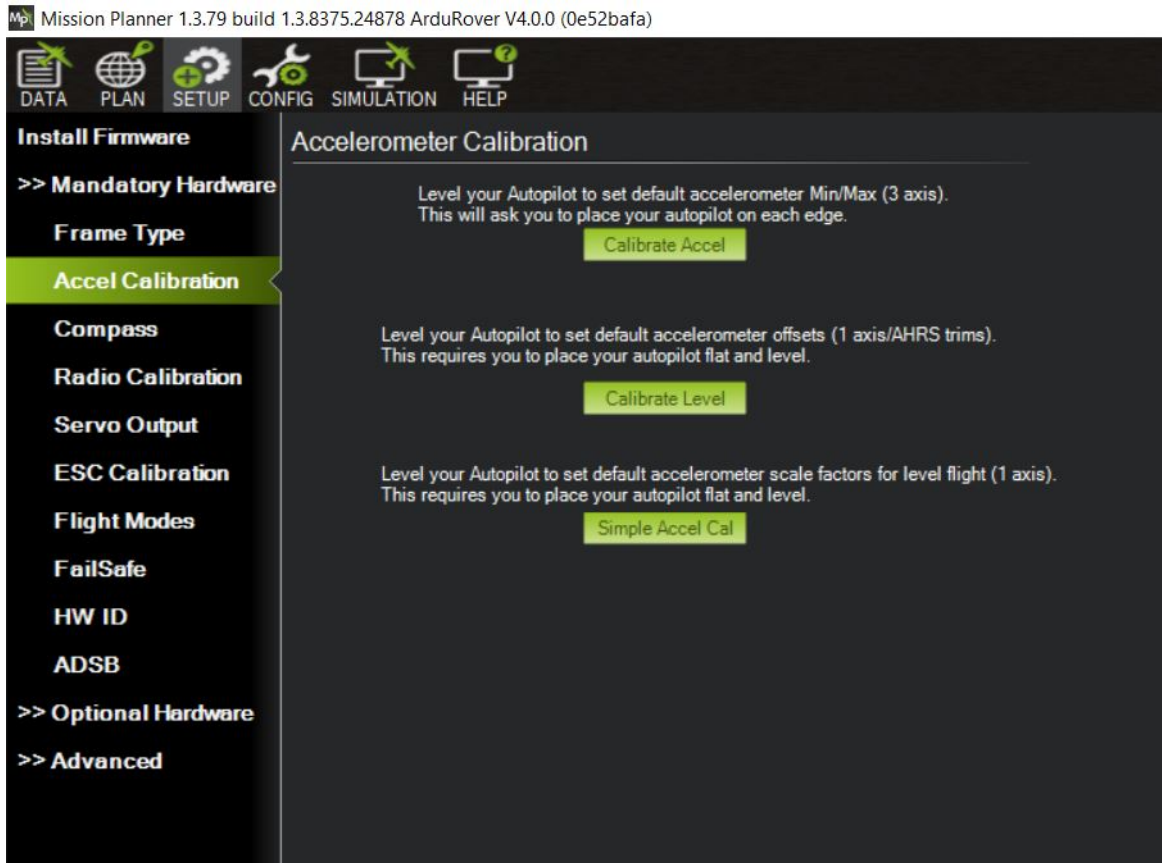 Mission Planner 1.3.79 build 1.3.8375.24878 ArduRover V4.0.0 (0e52bafa)
DATA PLAN SETUP CONFIG SIMULATION HELP
Install Firmware
>> Mandatory Hardware
Frame Type
Accel Calibration
Compass
Radio Calibration
Servo Output
ESC Calibration
Flight Modes
FailSafe
HW ID
ADSB
>> Optional Hardware
>> Advanced
Accelerometer Calibration
Level your Autopilot to set default accelerometer Min/Max (3 axis).
This will ask you to place your autopilot on each edge.
Calibrate Accel
Level your Autopilot to set default accelerometer offsets (1 axis/AHRS trims).
This requires you to place your autopilot flat and level.
Calibrate Level
Level your Autopilot to set default accelerometer scale factors for level flight (1 axis).
This requires you to place your autopilot flat and level.
Simple Accel Cal